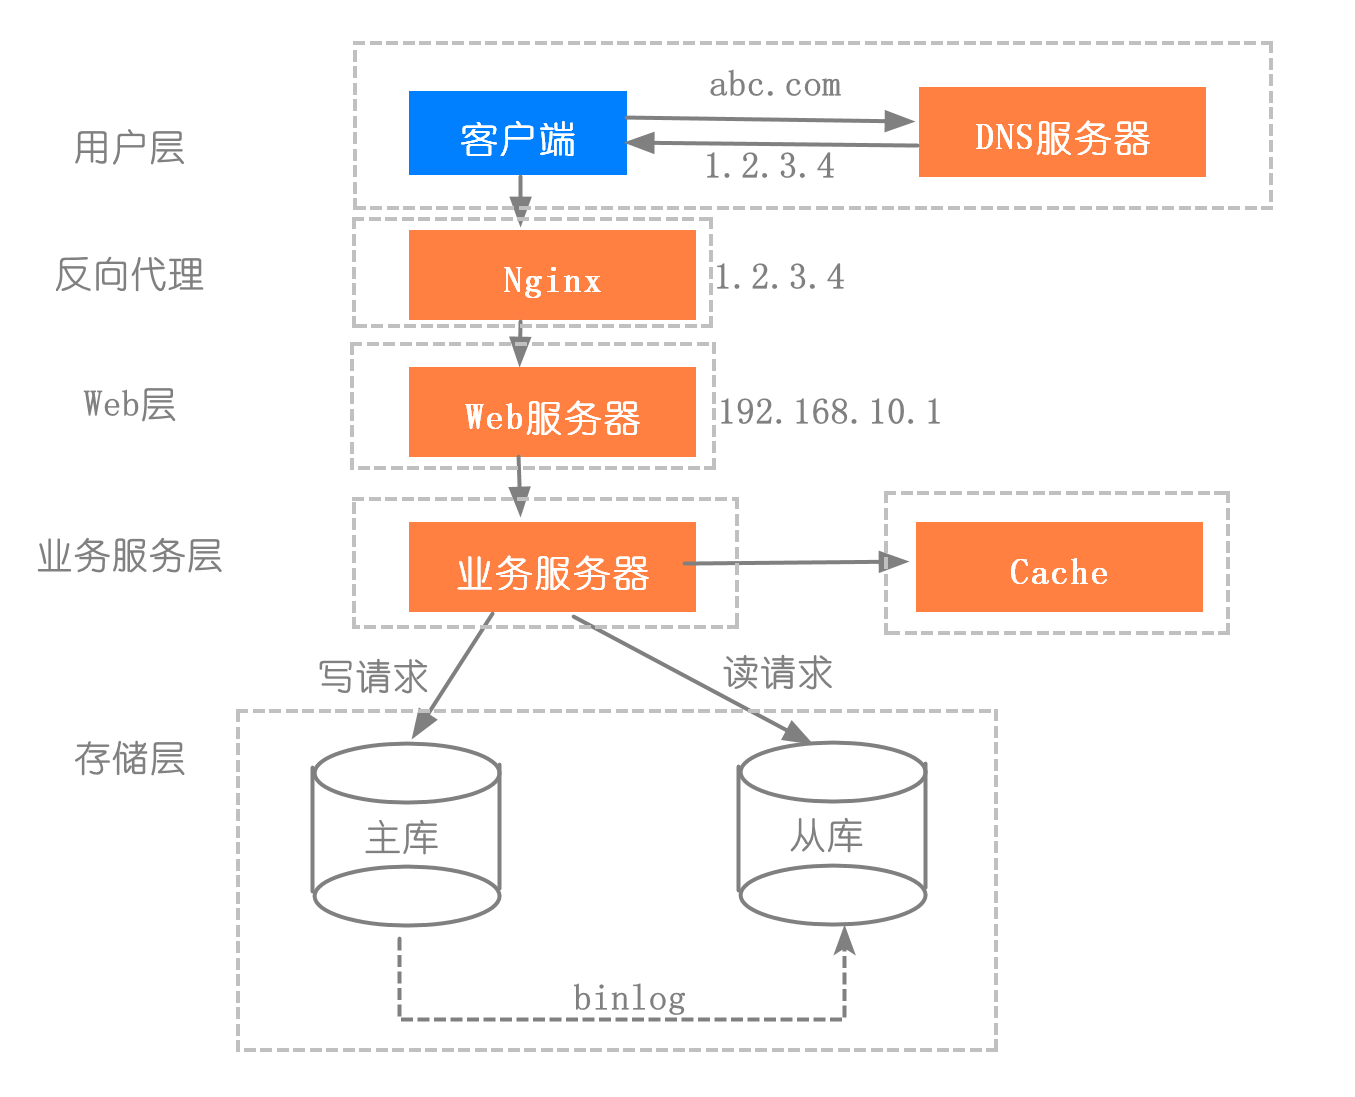 abc.com
用户层
客户端
DNS服务器
1.2.3.4
反向代理
Nginx
1.2.3.4
Web层
Web服务器
192.168.10.1
业务服务层
业务服务器
Cache
写请求
读请求
存储层
主库
从库
binlog